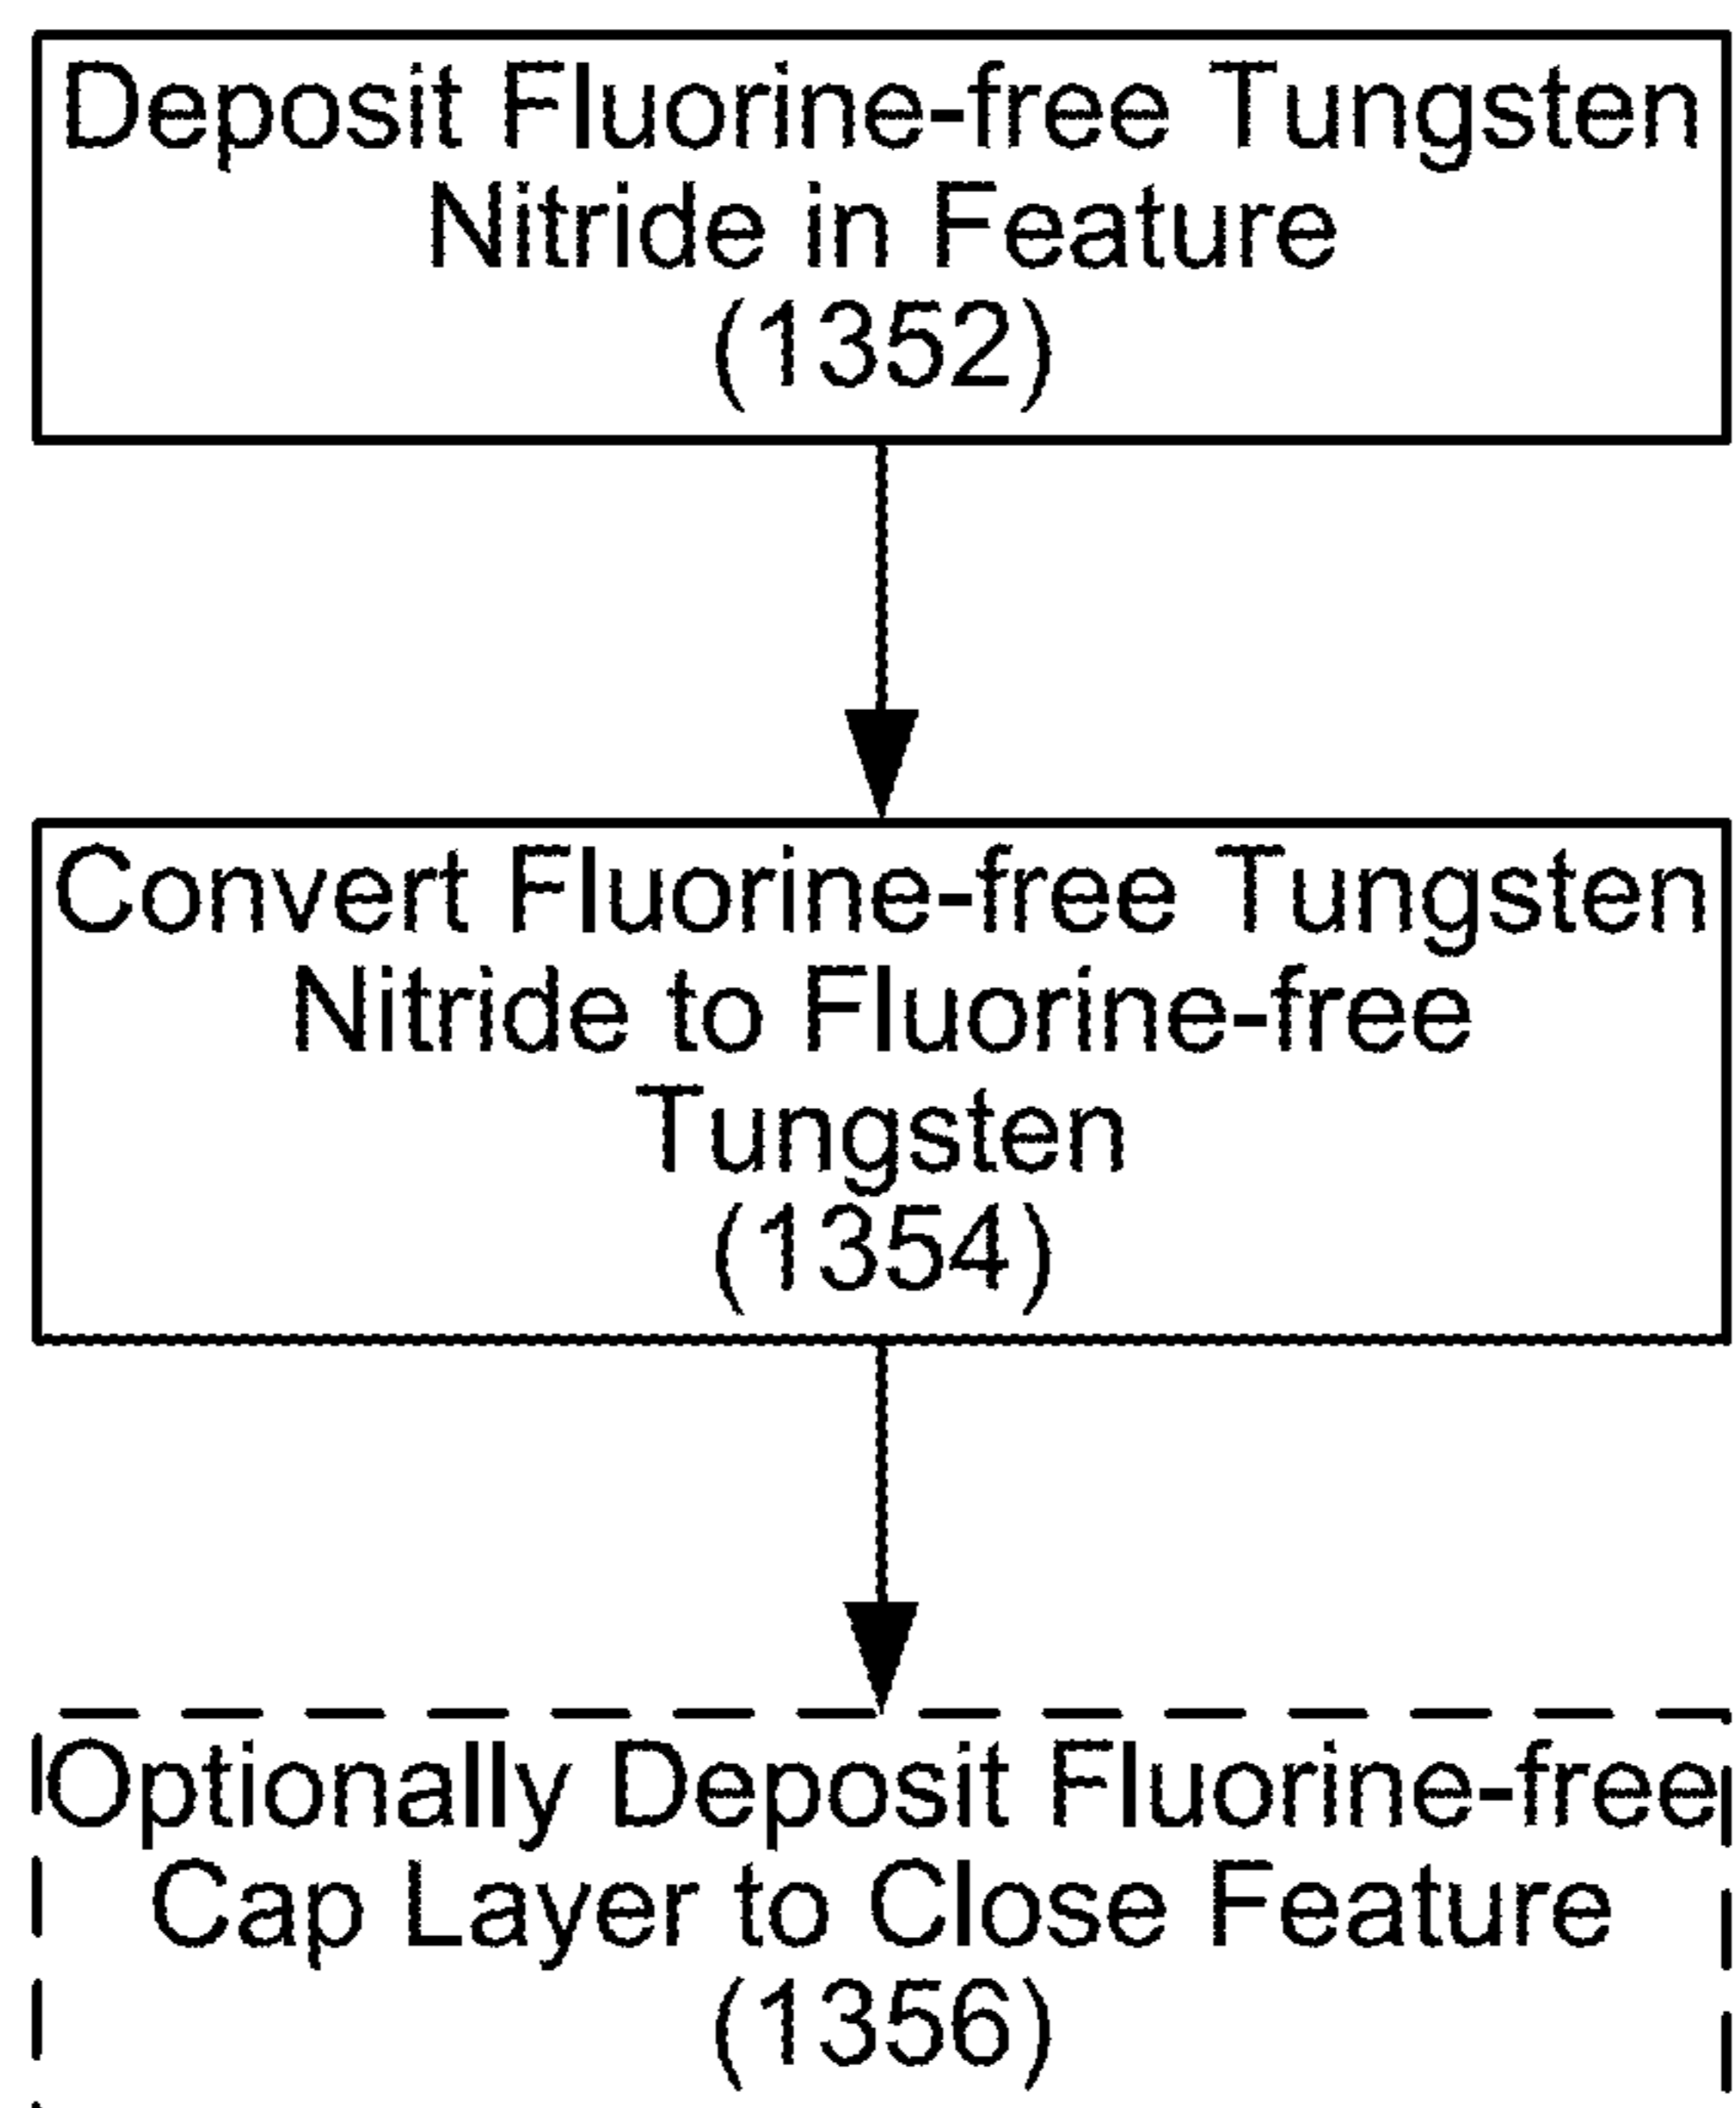 Deposit Fluorine-free Tungsten
Nitride in Feature
(1352)
Convert Fluorine-free Tungsten
Nitride to Fluorine-free
Tungsten
(1354)
Optionally Deposit Fluorine-free
Cap Layer to Close Feature
(1356)